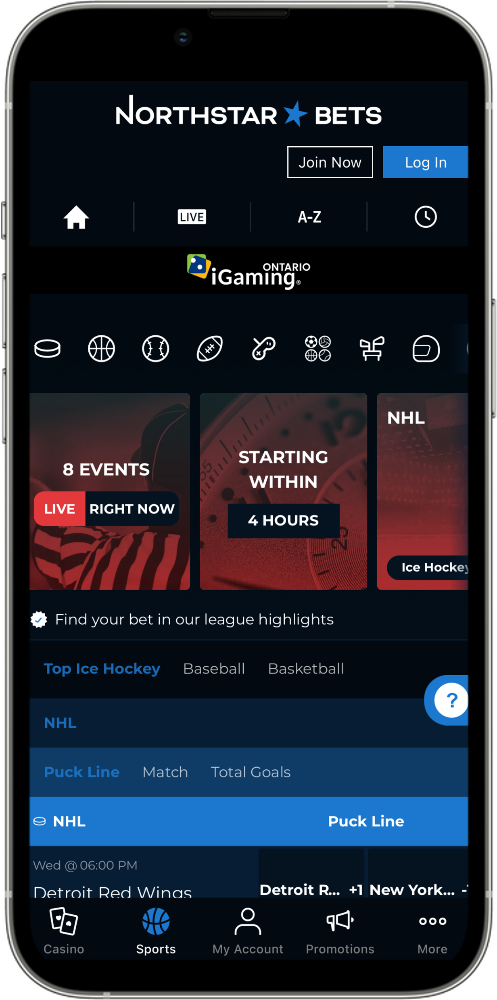 NORTHSTAR BETS
Join Now Log In
LIVE A-Z
ONTARIO
iGaming®
8 EVENTS
LIVE RIGHT NOW
55
STARTING
WITHIN
4 HOURS
15
25
NHL
Ice Hockey
Find your bet in our league highlights
Top Ice Hockey Baseball Basketball
?
NHL
Puck Line Match Total Goals
NHL Puck Line
Wed @ 06:00 PM
Detroit Red Wings
Detroit R... +1 New York...
Casino Sports My Account Promotions More